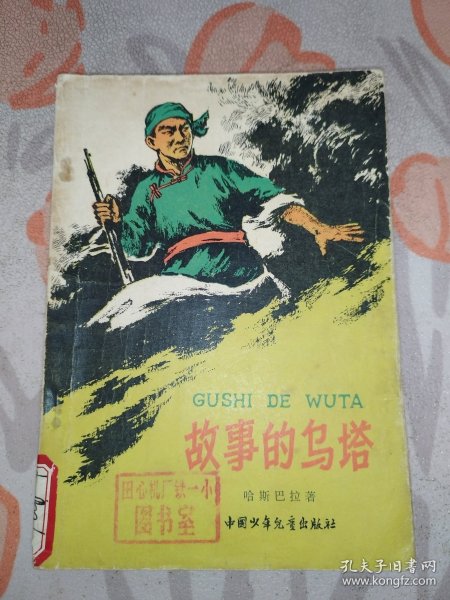 GUSHI DE WUTA
故事的乌塔
哈斯巴拉著
中国少年儿童出版社
图书室
孔夫子旧书网
www.kongfz.com